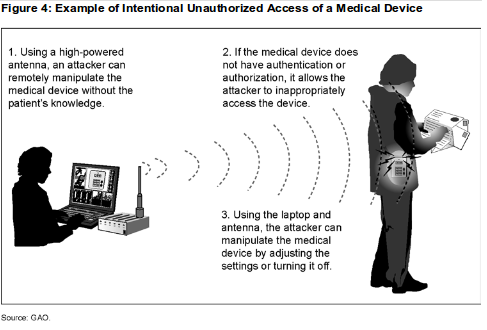 Figure 4: Example of Intentional Unauthorized Access of a Medical Device
1. Using a high-powered
antenna, an attacker can
remotely manipulate the
medical device without the
patient's knowledge.
2. If the medical device does
not have authentication or
authorization, it allows the
attacker to inappropriately
access the device.
3. Using the laptop and
antenna, the attacker can
manipulate the medical
device by adjusting the
settings or turning it off.
Source: GAO.